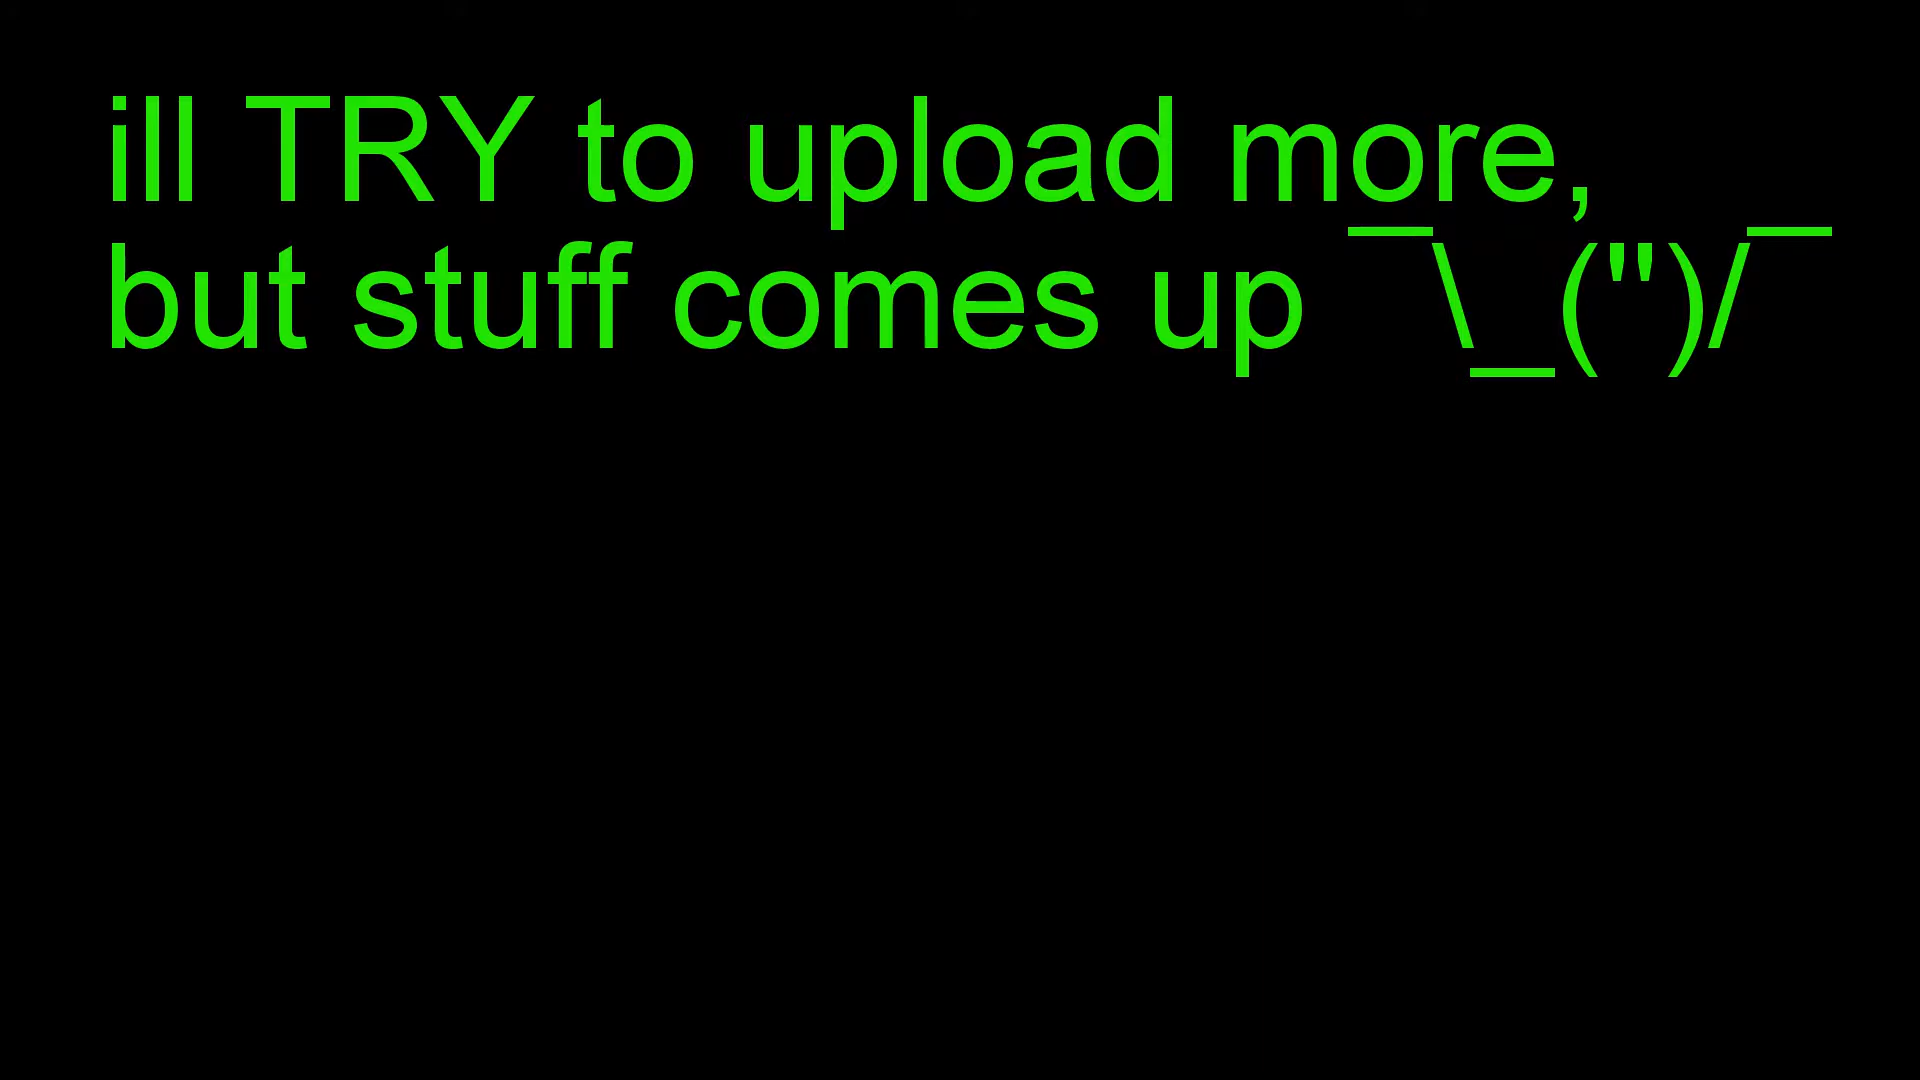 ill TRY to upload more,
but stuff comes up ¯\_(")/¯